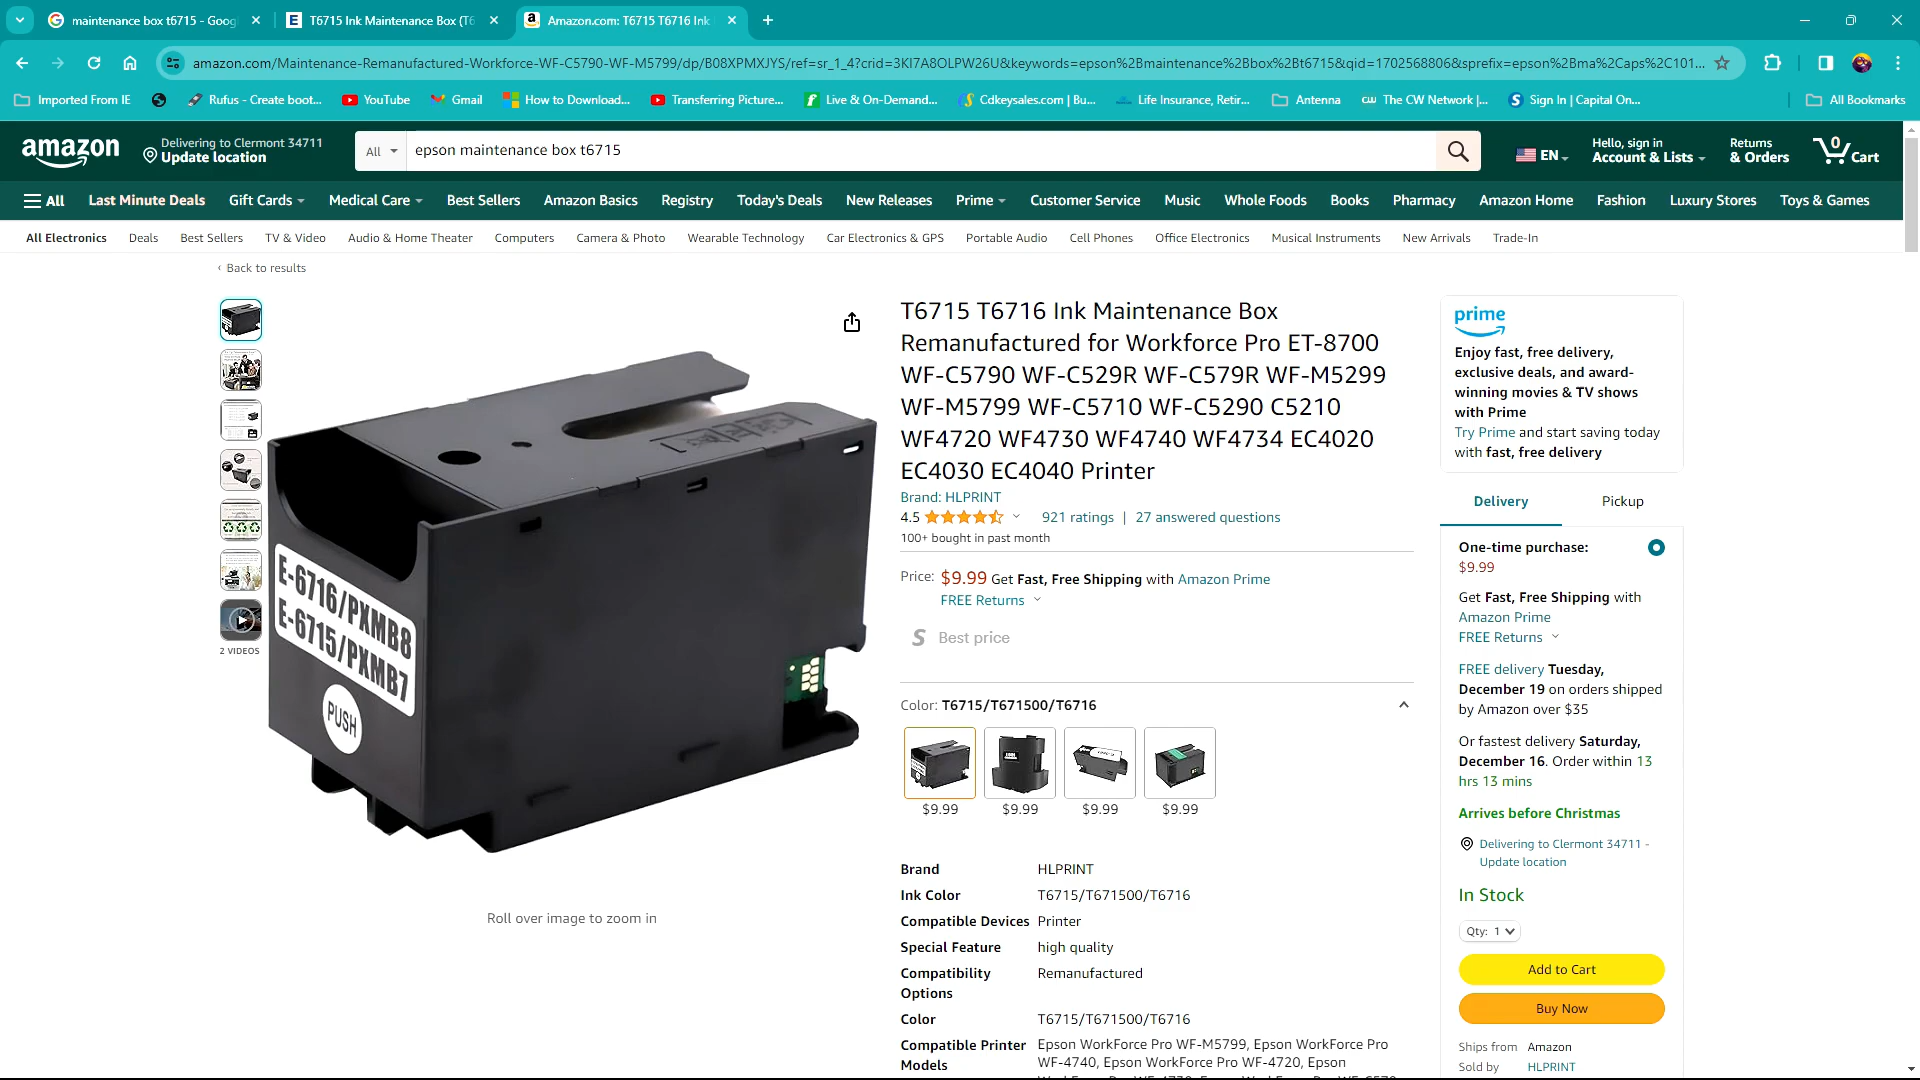 maintenance box t6715 - Goog
T6715 Ink Maintenance Box (T6
Amazon.com: T6715 T6716 Ink
amazon.com/Maintenance-Remanufactured-Workforce-WF-C5790-WF-M5799/dp/B08XPMXJYS/ref=sr_1_4?crid=3KI7A8OLPW26U&keywords=epson%2Bmaintenance%2Bbox%2Bt6715&qid=1702568806&sprefix=epson%2Bma%2Caps%2C101...
Imported From IE
Rufus - Create boot...
YouTube
Gmail
How to Download...
Transferring Picture...
Live & On-Demand...
Cdkeysales.com | Bu...
Life Insurance, Retir...
Antenna
The CW Network |...
Sign In | Capital On...
All Bookmarks
amazon
Delivering to Clermont 34711
Update location
All
epson maintenance box t6715
EN
Hello, sign in
Account & Lists
Returns
& Orders
0
Cart
All
Last Minute Deals
Gift Cards
Medical Care
Best Sellers
Amazon Basics
Registry
Today's Deals
New Releases
Prime
Customer Service
Music
Whole Foods
Books
Pharmacy
Amazon Home
Fashion
Luxury Stores
Toys & Games
All Electronics
Deals
Best Sellers
TV & Video
Audio & Home Theater
Computers
Camera & Photo
Wearable Technology
Car Electronics & GPS
Portable Audio
Cell Phones
Office Electronics
Musical Instruments
New Arrivals
Trade-In
‹ Back to results
2 VIDEOS
E-6716/PXMB8
E-6715/PXMB7
PUSH
Roll over image to zoom in
T6715 T6716 Ink Maintenance Box
Remanufactured for Workforce Pro ET-8700
WF-C5790 WF-C529R WF-C579R WF-M5299
WF-M5799 WF-C5710 WF-C5290 C5210
WF4720 WF4730 WF4740 WF4734 EC4020
EC4030 EC4040 Printer
Brand: HLPRINT
4.5
921 ratings | 27 answered questions
100+ bought in past month
Price: $9.99 Get Fast, Free Shipping with Amazon Prime
FREE Returns
S Best price
Color: T6715/T671500/T6716
$9.99
$9.99
$9.99
$9.99
Brand HLPRINT
Ink Color T6715/T671500/T6716
Compatible Devices Printer
Special Feature high quality
Compatibility Options Remanufactured
Color T6715/T671500/T6716
Compatible Printer Epson WorkForce Pro WF-M5799, Epson WorkForce Pro
Models WF-4740, Epson WorkForce Pro WF-4720, Epson
prime
Enjoy fast, free delivery,
exclusive deals, and award-
winning movies & TV shows
with Prime
Try Prime and start saving today
with fast, free delivery
Delivery
Pickup
One-time purchase:
$9.99
Get Fast, Free Shipping with
Amazon Prime
FREE Returns
FREE delivery Tuesday,
December 19 on orders shipped
by Amazon over $35
Or fastest delivery Saturday,
December 16. Order within 13
hrs 13 mins
Arrives before Christmas
Delivering to Clermont 34711 -
Update location
In Stock
Qty: 1
Add to Cart
Buy Now
Ships from Amazon
Sold by HLPRINT